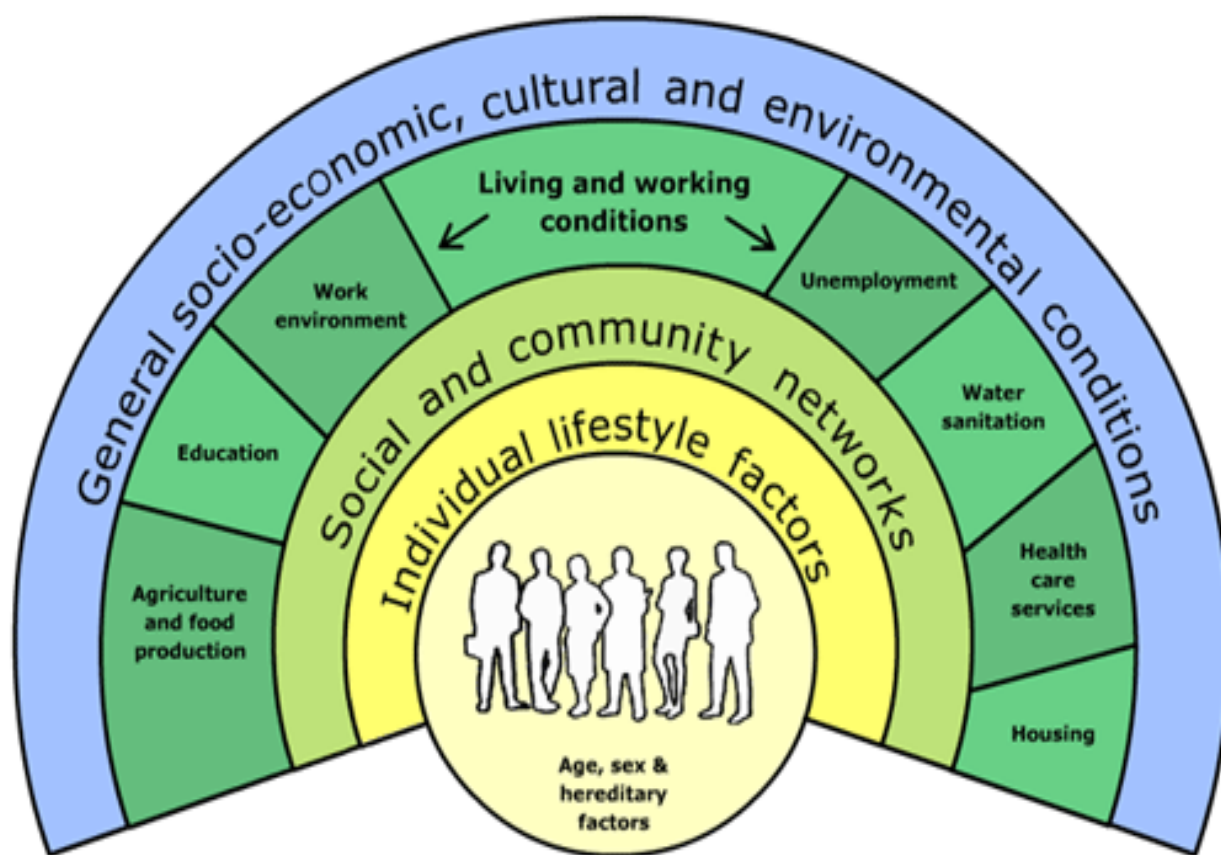 General socio-economic, cultural and environmental conditions
Living and working
conditions
Work
environment
Unemployment
Education
Water
sanitation
Agriculture
and food
production
Health
care
services
Housing
Social and community networks
Individual lifestyle factors
Age, sex &
hereditary
factors